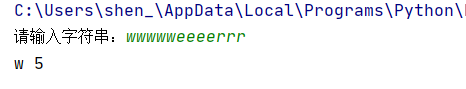 C:\Users\shen_\AppData\Local\Programs\Python\
请输入字符串：wwwwweeeerrr
w 5